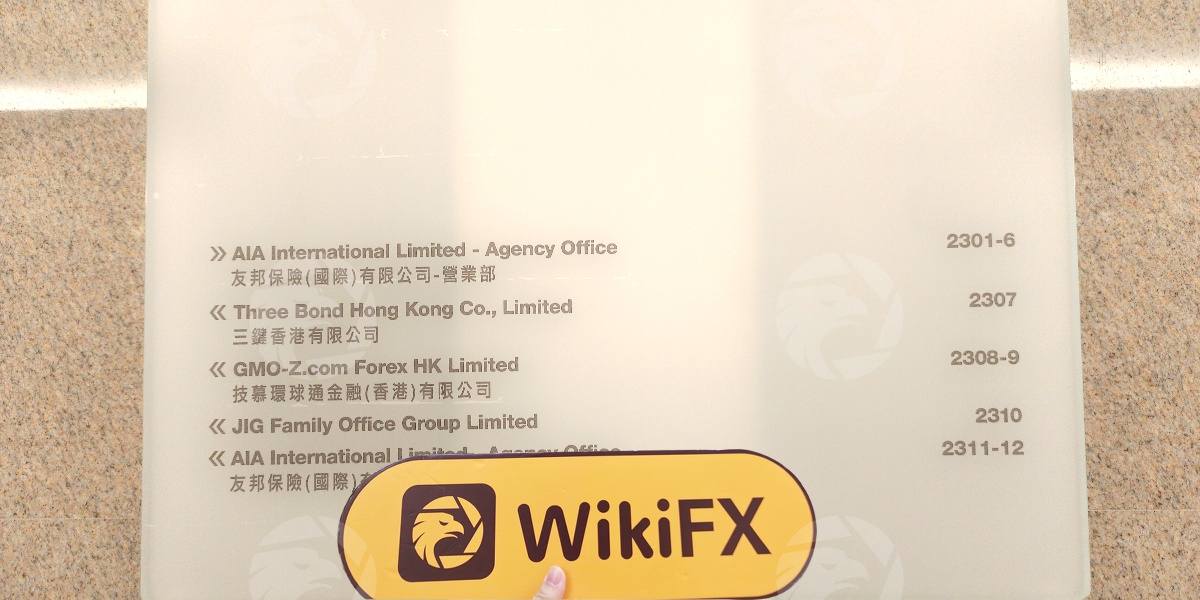 » AIA International Limited - Agency Office 2301-6
友邦保險(國際)有限公司-營業部
« Three Bond Hong Kong Co., Limited 2307
三鍵香港有限公司
« GMO-Z.com Forex HK Limited 2308-9
技慕環球通金融(香港)有限公司
« JIG Family Office Group Limited 2310
« AIA International Limited - Agency Office 2311-12
友邦保險(國際)
WikiFX